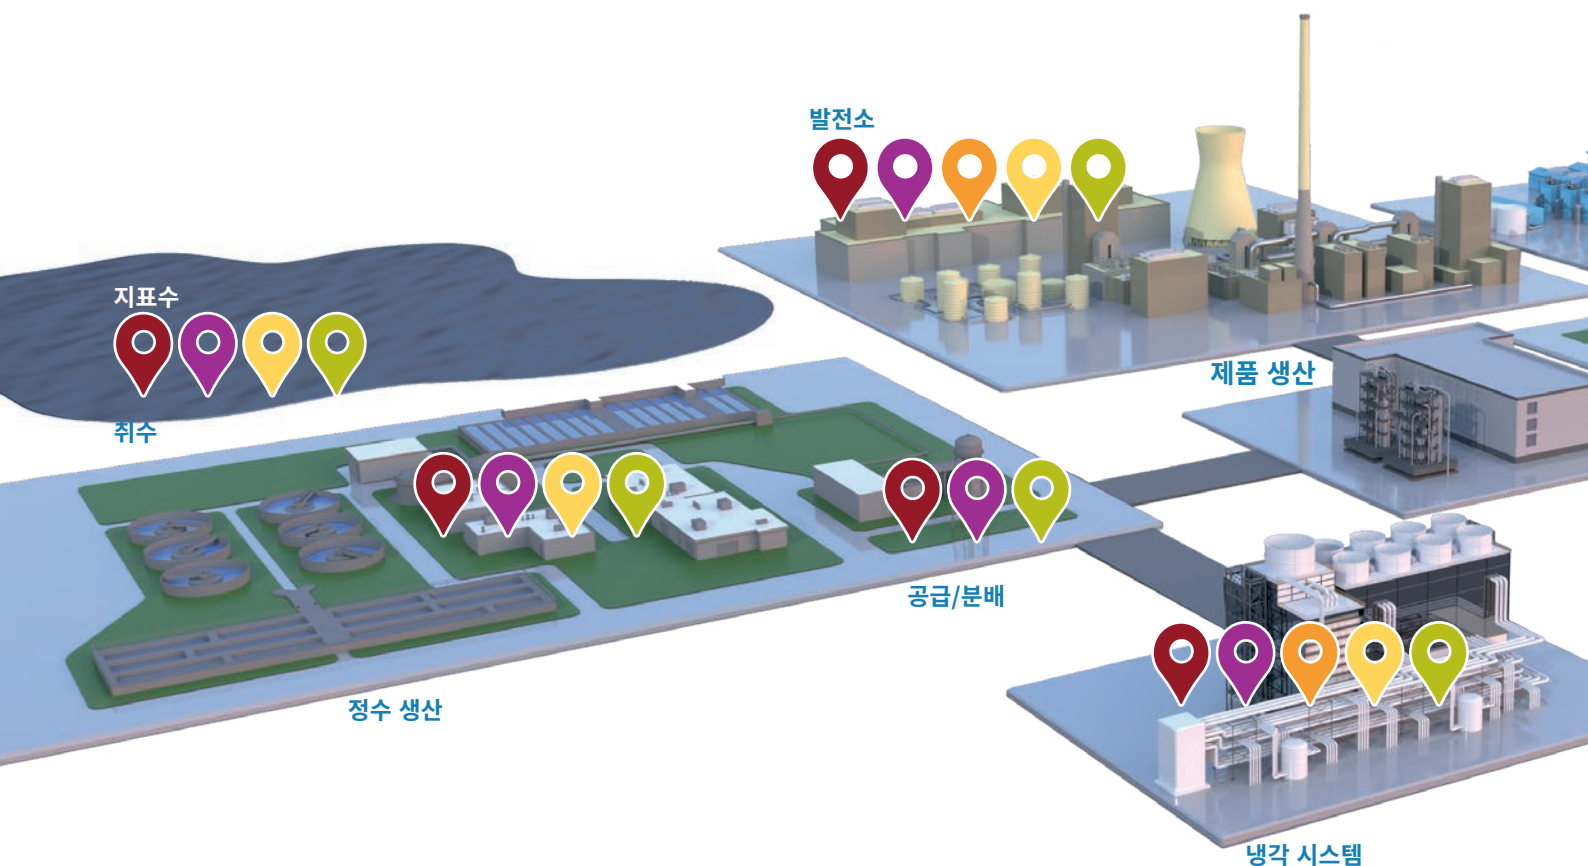 발전소
지표수
취수
제품 생산
공급/분배
정수 생산
냉각 시스템